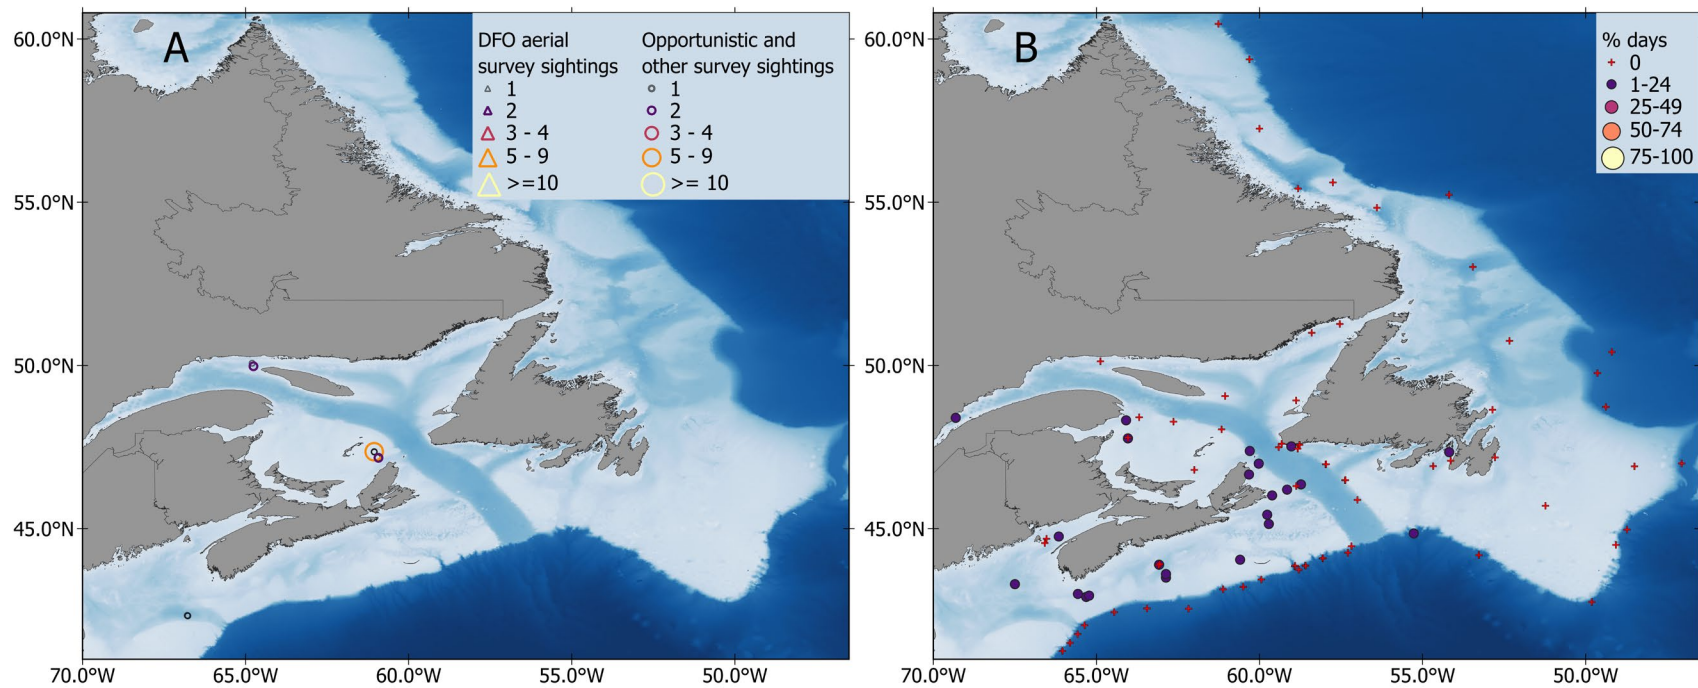 A
DFO aerial
survey sightings
1
2
3 - 4
5 - 9
>=10
Opportunistic and
other survey sightings
1
2
3 - 4
5 - 9
>= 10
60.0°N
55.0°N
50.0°N
45.0°N
70.0°W
65.0°W
60.0°W
55.0°W
50.0°W
B
% days
0
1-24
25-49
50-74
75-100
60.0°N
55.0°N
50.0°N
45.0°N
70.0°W
65.0°W
60.0°W
55.0°W
50.0°W